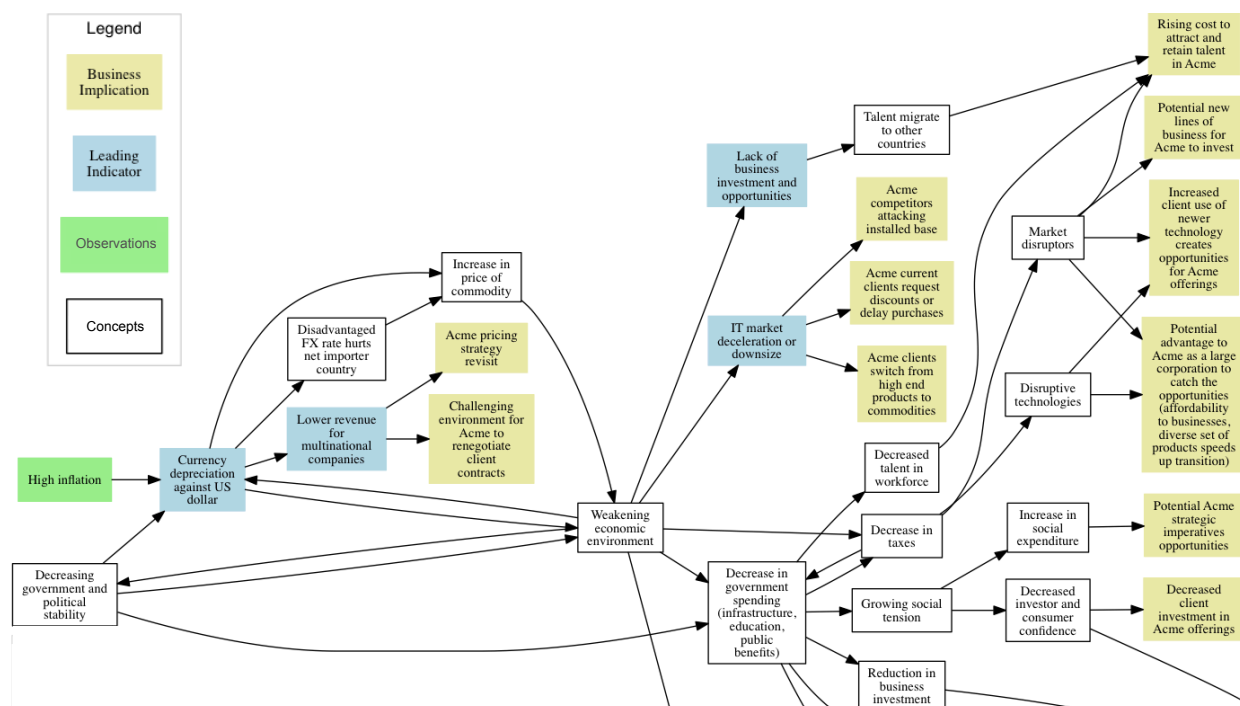 Legend
Business
Implication
Leading
Indicator
Observations
Concepts
High inflation
Decreasing
government and
political
stability
Currency
depreciation
against US
dollar
Disadvantaged
FX rate hurts
net importer
country
Lower revenue
for
multinational
companies
Increase in
price of
commodity
Acme pricing
strategy
revisit
Challenging
environment for
Acme to
renegotiate
client
contracts
Weakening
economic
environment
Lack of
business
investment and
opportunities
IT market
deceleration or
downsize
Decrease in
government
spending
(infrastructure,
education,
public
benefits)
Talent migrate
to other
countries
Acme
competitors
attacking
installed base
Acme current
clients request
discounts or
delay purchases
Acme clients
switch from
high end
products to
commodities
Decreased
talent in
workforce
Decrease in
taxes
Growing social
tension
Reduction in
business
investment
Market
disruptors
Disruptive
technologies
Increase in
social
expenditure
Decreased
investor and
consumer
confidence
Rising cost to
attract and
retain talent
in Acme
Potential new
lines of
business for
Acme to invest
Increased
client use of
newer
technology
creates
opportunities
for Acme
offerings
Potential
advantage to
Acme as a large
corporation to
catch the
opportunities
(affordability
to businesses,
diverse set of
products speeds
up transition)
Potential Acme
strategic
imperatives
opportunities
Decreased
client
investment in
Acme offerings